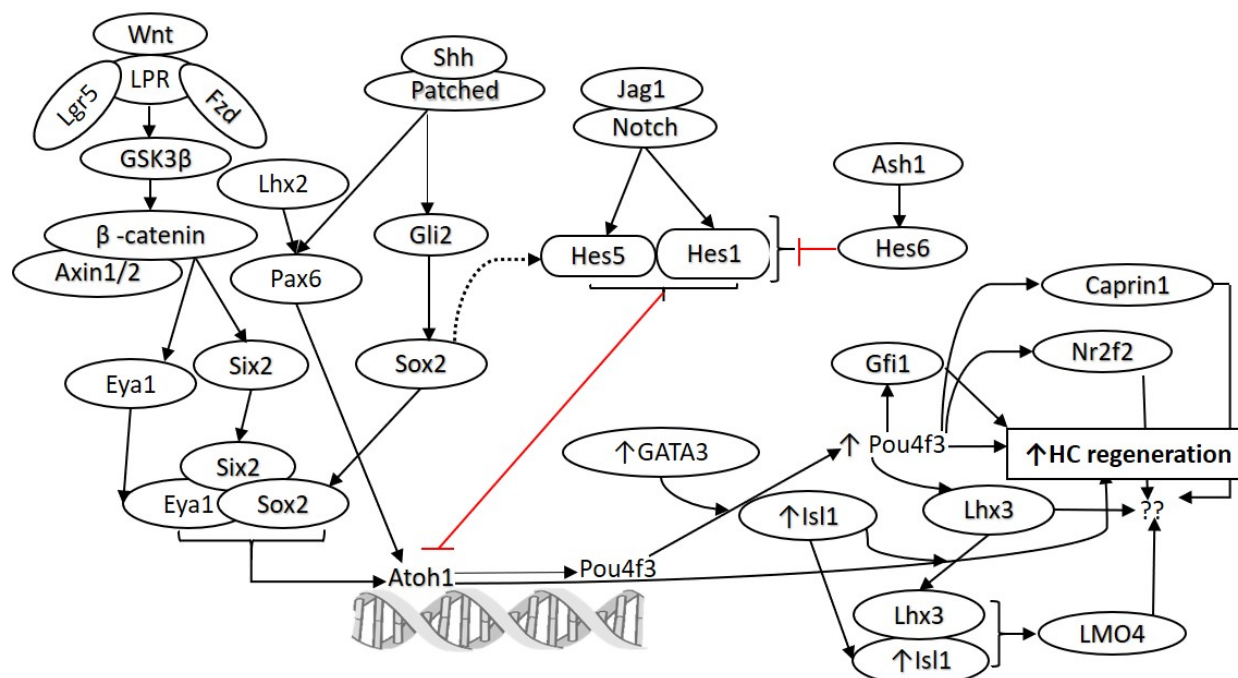 Wnt
LPR
Lgr5
Fzd
GSK3β
β -catenin
Axin1/2
Eya1
Six2
Six2
Eya1
Sox2
Shh
Patched
Lhx2
Pax6
Gli2
Sox2
Jag1
Notch
Hes5
Hes1
Ash1
Hes6
Atoh1
Pou4f3
↑GATA3
↑Isl1
↑ Pou4f3
Gfi1
Caprin1
Nr2f2
↑HC regeneration
Lhx3
??
Lhx3
↑Isl1
LMO4